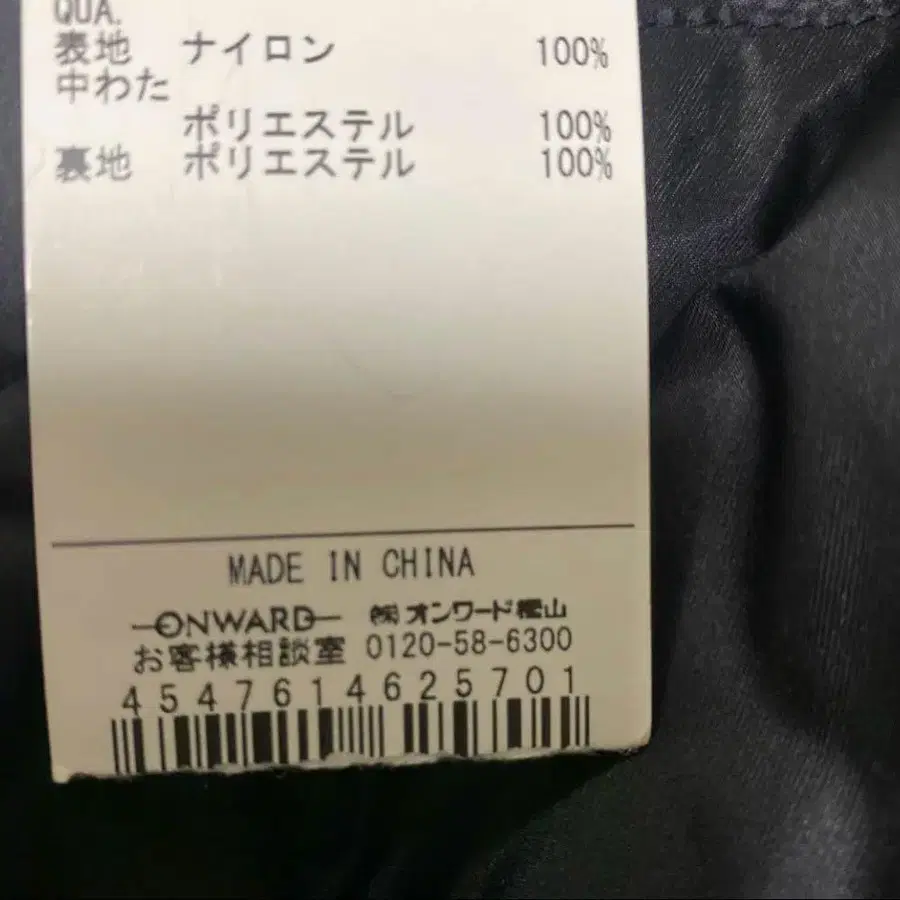 QUA.
表地 ナイロン 100%
中わた
ポリエステル 100%
裏地 ポリエステル 100%
MADE IN CHINA
ONWARD ㈱オンワード樫山
お客様相談室 0120-58-6300
4547614625701